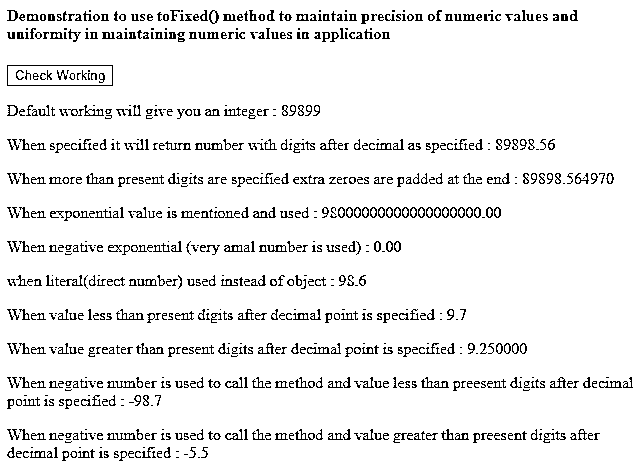 Demonstration to use toFixed() method to maintain precision of numeric values and
uniformity in maintaining numeric values in application
Check Working
Default working will give you an integer : 89899
When specified it will return number with digits after decimal as specified : 89898.56
When more than present digits are specified extra zeroes are padded at the end : 89898.564970
When exponential value is mentioned and used : 98000000000000000000.00
When negative exponential (very amal number is used) : 0.00
when literal(direct number) used instead of object : 98.6
When value less than present digits after decimal point is specified : 9.7
When value greater than present digits after decimal point is specified : 9.250000
When negative number is used to call the method and value less than preesent digits after decimal
point is specified : -98.7
When negative number is used to call the method and value greater than preesent digits after
decimal point is specified : -5.5